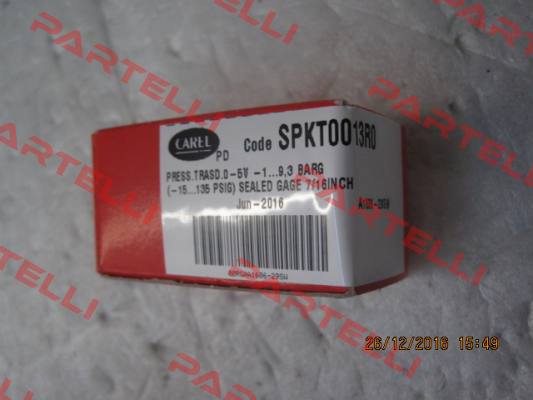 CAREL
PD
Code SPKT0013R0
PRESS.TRASD.0-5V -1...9,3 BARG
(-15...135 PSIG) SEALED GAGE 7/16INCH
Jun-2016
26/12/2016 15:49
PARTELLI
PARTELLI
PARTELLI
PARTELLI
PARTELLI